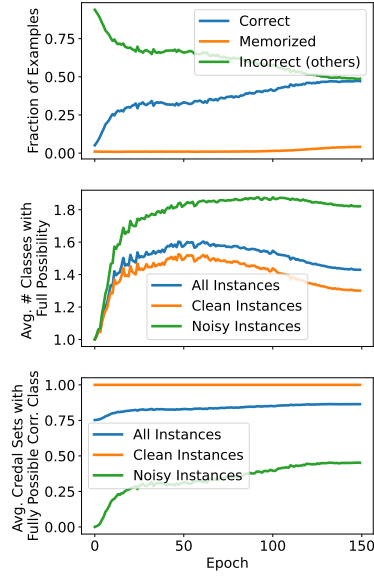 Fraction of Examples
0.75
0.50
0.25
0.00
Correct
Memorized
Incorrect (others)
Avg. # Classes with
Full Possibility
1.8
1.6
1.4
1.2
1.0
All Instances
Clean Instances
Noisy Instances
Avg. Credal Sets with
Fully Possible Corr. Class
1.00
0.75
0.50
0.25
0.00
All Instances
Clean Instances
Noisy Instances
0
50
100
150
Epoch